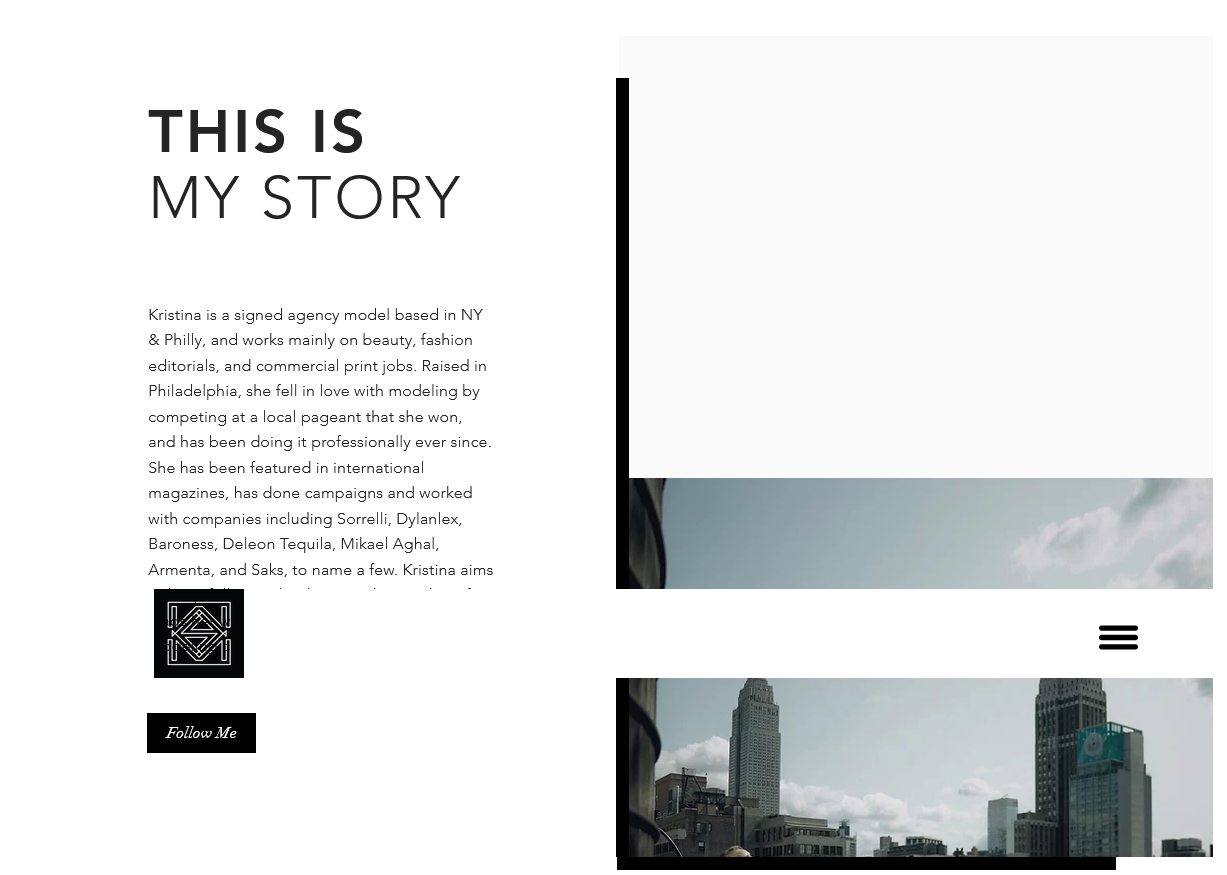 THIS IS
MY STORY
Kristina is a signed agency model based in NY
& Philly, and works mainly on beauty, fashion
editorials, and commercial print jobs. Raised in
Philadelphia, she fell in love with modeling by
competing at a local pageant that she won,
and has been doing it professionally ever since.
She has been featured in international
magazines, has done campaigns and worked
with companies including Sorrelli, Dylanlex,
Baroness, Deleon Tequila, Mikael Aghal,
Armenta, and Saks, to name a few. Kristina aims
Follow Me